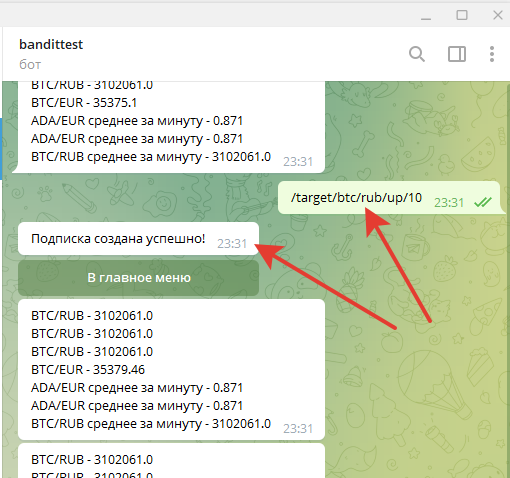 bandittest
бот
BTC/RUB - 3102061.0
BTC/EUR - 35375.1
ADA/EUR среднее за минуту - 0.871
ADA/EUR среднее за минуту - 0.871
BTC/RUB среднее за минуту - 3102061.0
23:31
/target/btc/rub/up/10 23:31
Подписка создана успешно! 23:31
В главное меню
BTC/RUB - 3102061.0
BTC/RUB - 3102061.0
BTC/RUB - 3102061.0
BTC/EUR - 35379.46
ADA/EUR среднее за минуту - 0.871
ADA/EUR среднее за минуту - 0.871
BTC/RUB среднее за минуту - 3102061.0
23:31
BTC/RUB - 3102061.0